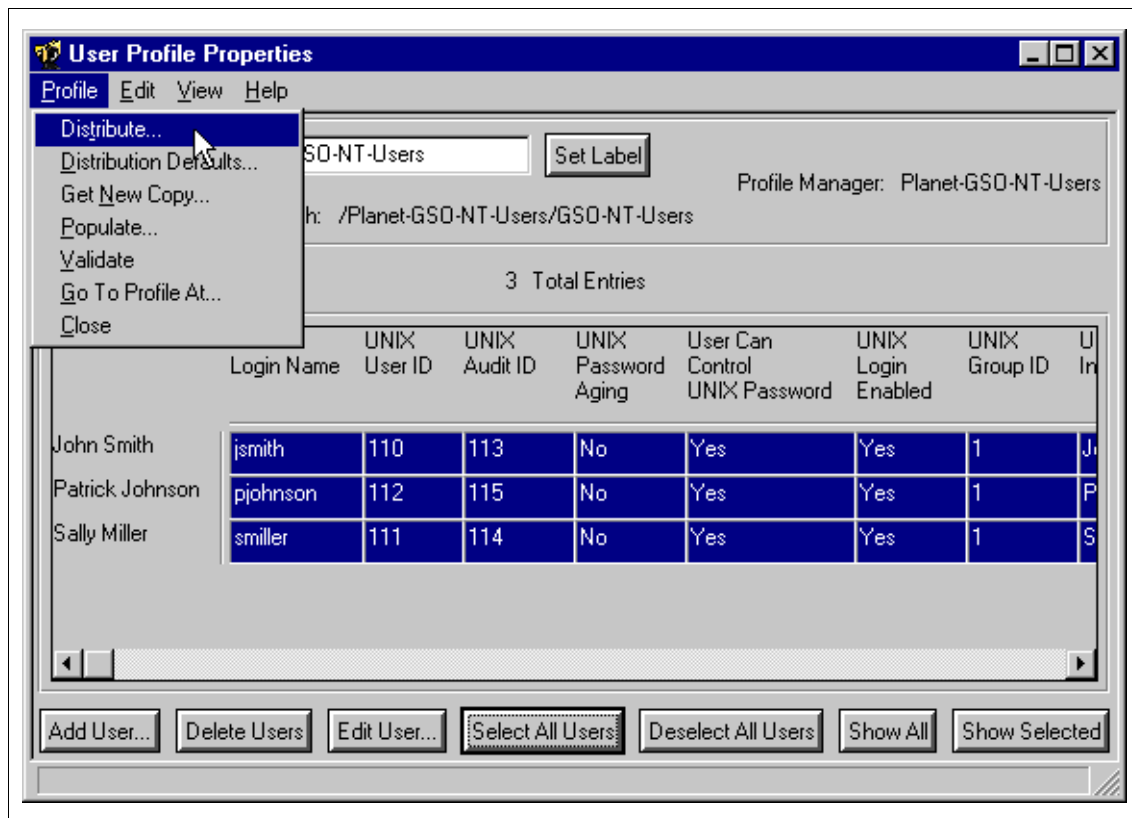 User Profile Properties
Profile Edit View Help
Distribute...
Distribution Defaults...
Get New Copy...
Populate...
Validate
Go To Profile At...
Close
SO-NT-Users Set Label
Profile Manager: Planet-GSO-NT-Users
h: /Planet-GSO-NT-Users/GSO-NT-Users
3 Total Entries
Login Name UNIX User ID UNIX Audit ID UNIX Password Aging User Can Control UNIX Password UNIX Login Enabled UNIX Group ID U In
John Smith jsmith 110 113 No Yes Yes 1 J
Patrick Johnson pjohnson 112 115 No Yes Yes 1 P
Sally Miller smiller 111 114 No Yes Yes 1 S
Add User... Delete Users Edit User... Select All Users Deselect All Users Show All Show Selected